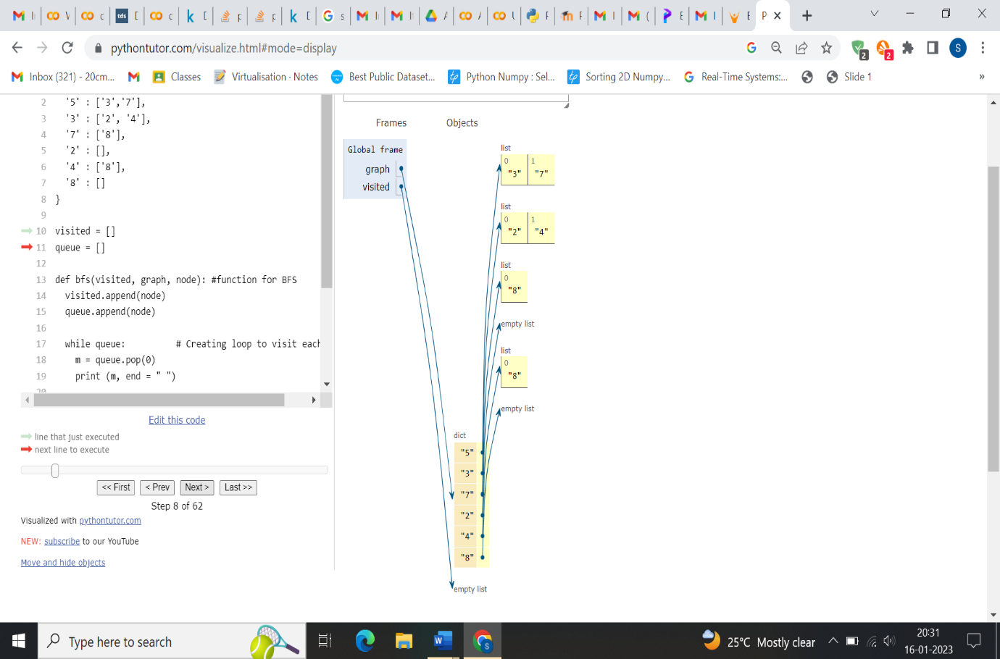 pythontutor.com/visualize.html#mode=display
Inbox (321) - 20cm... Classes Virtualisation - Notes Best Public Dataset... Python Numpy : Sel... Sorting 2D Numpy... Real-Time Systems:... Slide 1 »
2 '5' : ['3','7'],
3 '3' : ['2', '4'],
4 '7' : ['8'],
5 '2' : [],
6 '4' : ['8'],
7 '8' : []
8 }
9
10 visited = []
11 queue = []
12
13 def bfs(visited, graph, node): #function for BFS
14 visited.append(node)
15 queue.append(node)
16
17 while queue: # Creating loop to visit each
18 m = queue.pop(0)
19 print (m, end = " ")
Edit this code
line that just executed
next line to execute
<< First < Prev Next > Last >>
Step 8 of 62
Visualized with pythontutor.com
NEW: subscribe to our YouTube
Move and hide objects
Frames Objects
Global frame
graph
visited
list
0 1
"3" "7"
list
0 1
"2" "4"
list
0
"8"
empty list
list
0
"8"
empty list
dict
"5"
"3"
"7"
"2"
"4"
"8"
empty list
Type here to search
25°C Mostly clear
20:31
16-01-2023